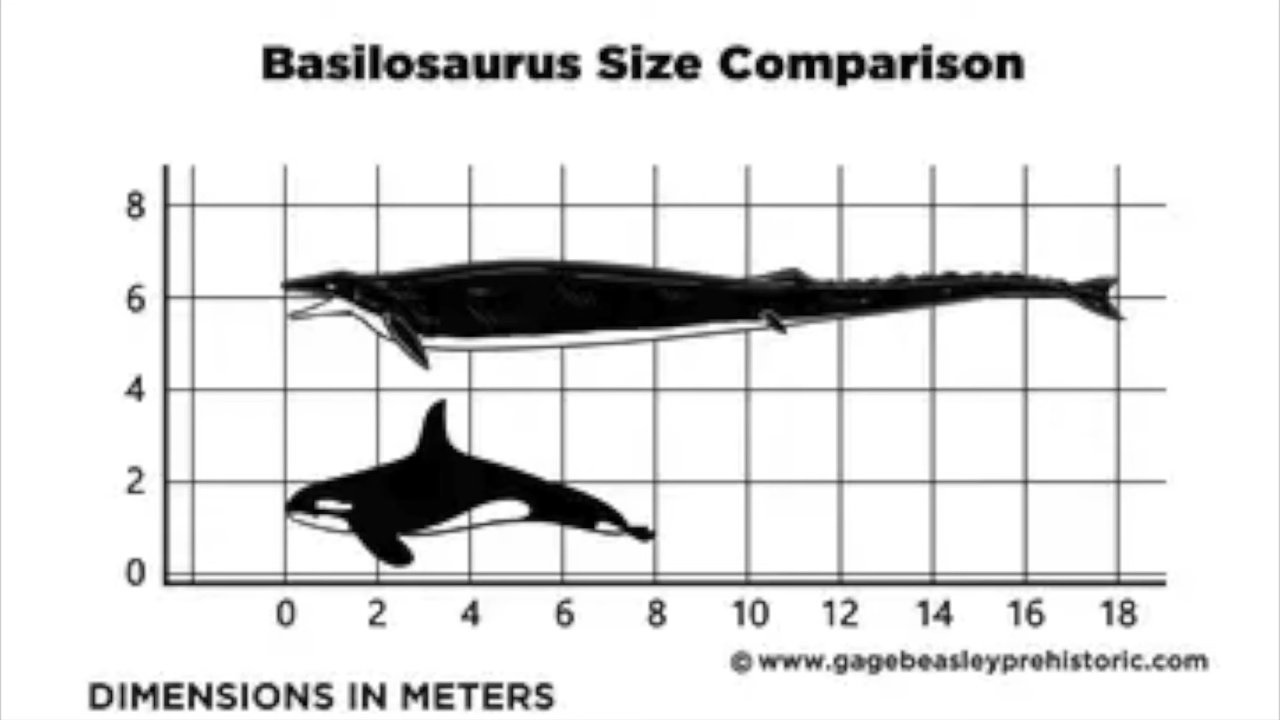 Basilosaurus Size Comparison
8
6
4
2
0
0 2 4 6 8 10 12 14 16 18
© www.gagebeasleyprehistoric.com
DIMENSIONS IN METERS